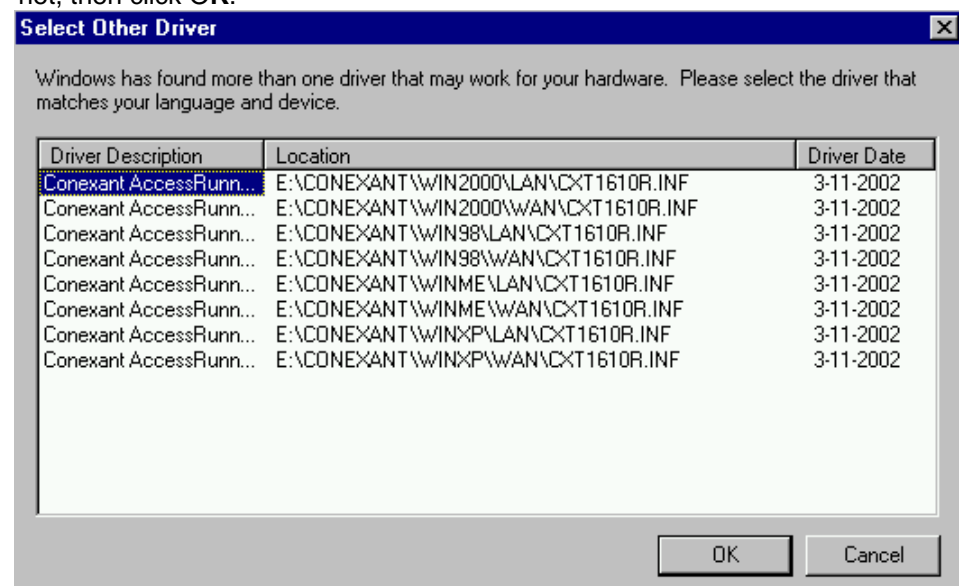 not, then click OK.
Select Other Driver
Windows has found more than one driver that may work for your hardware. Please select the driver that
matches your language and device.
Driver Description Location Driver Date
Conexant AccessRunn... E:\CONEXANT\WIN2000\LAN\CXT1610R.INF 3-11-2002
Conexant AccessRunn... E:\CONEXANT\WIN2000\WAN\CXT1610R.INF 3-11-2002
Conexant AccessRunn... E:\CONEXANT\WIN98\LAN\CXT1610R.INF 3-11-2002
Conexant AccessRunn... E:\CONEXANT\WIN98\WAN\CXT1610R.INF 3-11-2002
Conexant AccessRunn... E:\CONEXANT\WINME\LAN\CXT1610R.INF 3-11-2002
Conexant AccessRunn... E:\CONEXANT\WINME\WAN\CXT1610R.INF 3-11-2002
Conexant AccessRunn... E:\CONEXANT\WINXP\LAN\CXT1610R.INF 3-11-2002
Conexant AccessRunn... E:\CONEXANT\WINXP\WAN\CXT1610R.INF 3-11-2002
OK Cancel